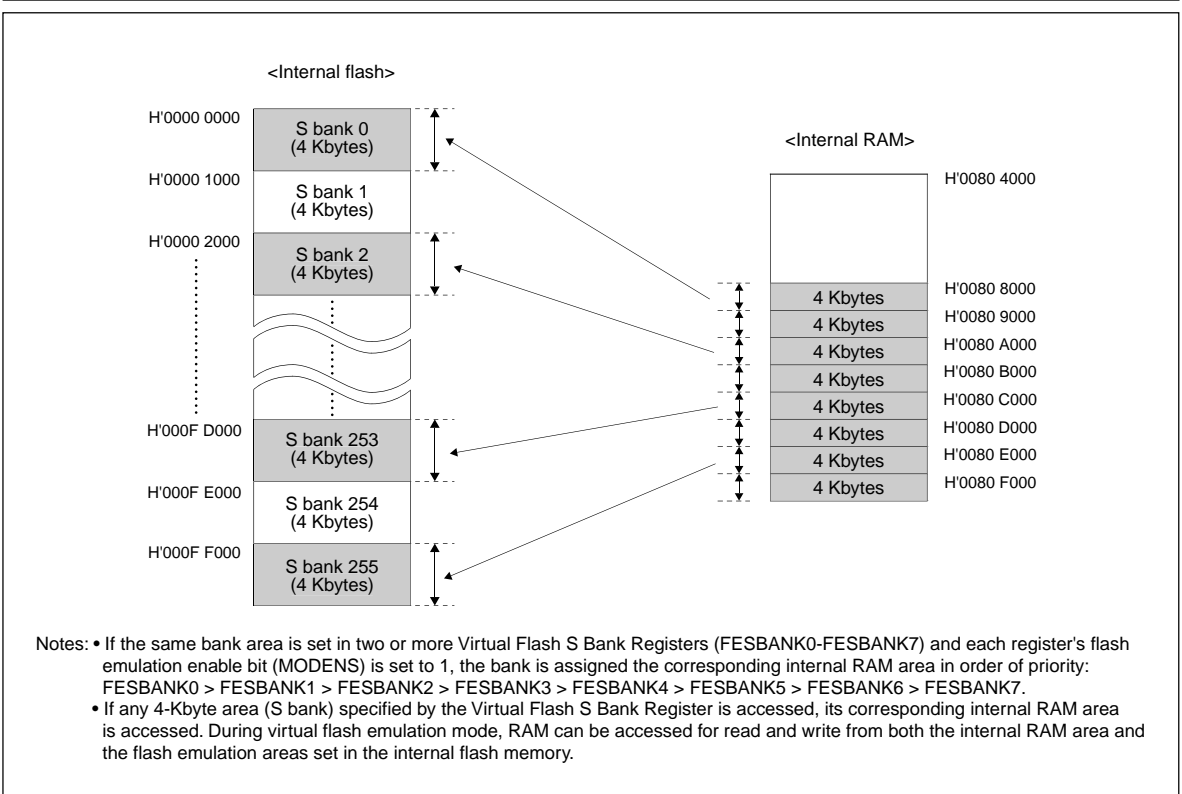 <Internal flash>
H'0000 0000
S bank 0
(4 Kbytes)
H'0000 1000
S bank 1
(4 Kbytes)
H'0000 2000
S bank 2
(4 Kbytes)
H'000F D000
S bank 253
(4 Kbytes)
H'000F E000
S bank 254
(4 Kbytes)
H'000F F000
S bank 255
(4 Kbytes)
<Internal RAM>
H'0080 4000
4 Kbytes H'0080 8000
4 Kbytes H'0080 9000
4 Kbytes H'0080 A000
4 Kbytes H'0080 B000
4 Kbytes H'0080 C000
4 Kbytes H'0080 D000
4 Kbytes H'0080 E000
4 Kbytes H'0080 F000
Notes: • If the same bank area is set in two or more Virtual Flash S Bank Registers (FESBANK0-FESBANK7) and each register's flash
emulation enable bit (MODENS) is set to 1, the bank is assigned the corresponding internal RAM area in order of priority:
FESBANK0 > FESBANK1 > FESBANK2 > FESBANK3 > FESBANK4 > FESBANK5 > FESBANK6 > FESBANK7.
• If any 4-Kbyte area (S bank) specified by the Virtual Flash S Bank Register is accessed, its corresponding internal RAM area
is accessed. During virtual flash emulation mode, RAM can be accessed for read and write from both the internal RAM area and
the flash emulation areas set in the internal flash memory.